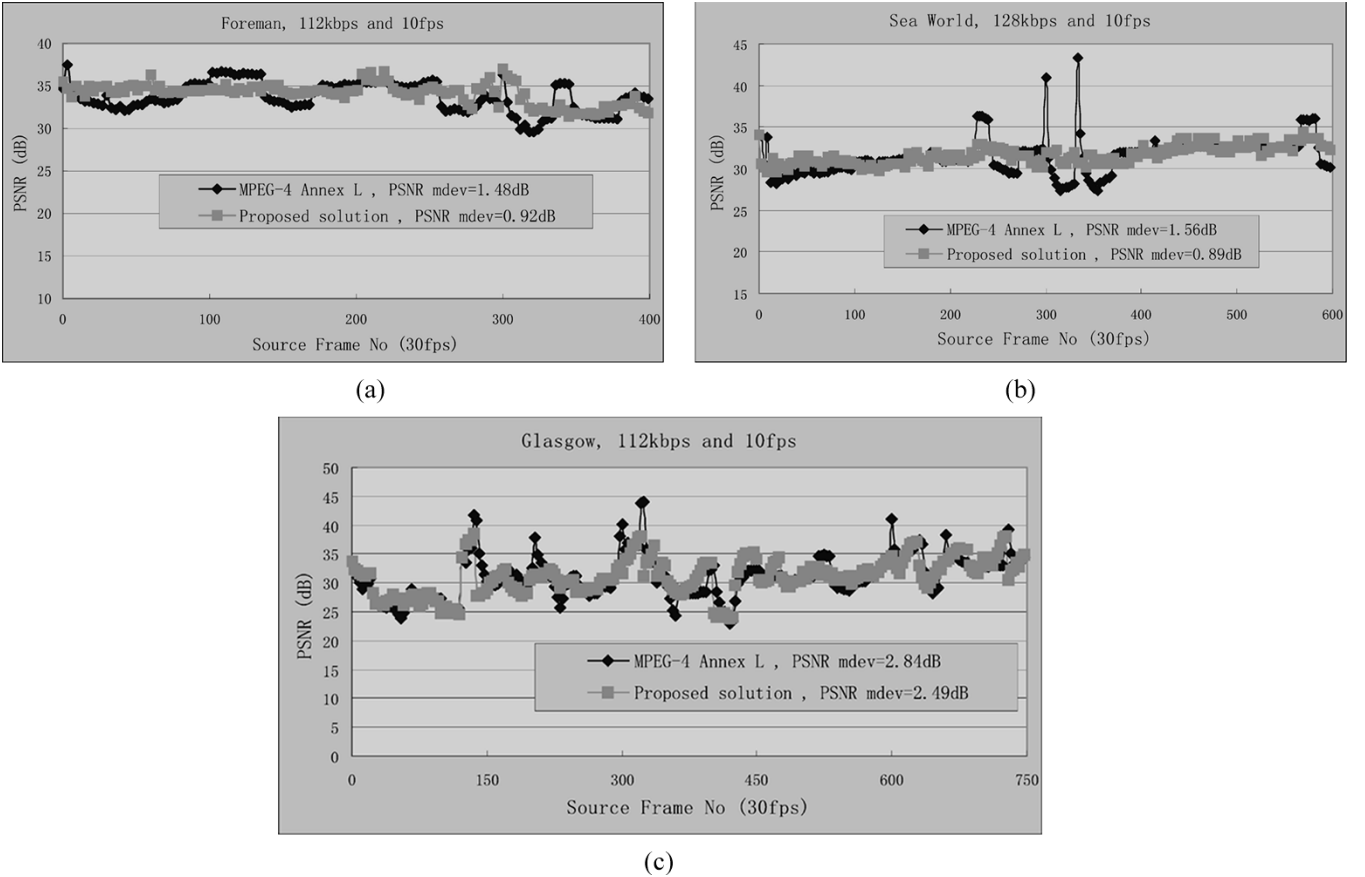 Foreman, 112kbps and 10fps
PSNR (dB)
40
35
30
25
20
15
10
MPEG-4 Annex L , PSNR mdev=1.48dB
Proposed solution , PSNR mdev=0.92dB
0 100 200 300 400
Source Frame No (30fps)
(a)
Sea World, 128kbps and 10fps
PSNR (dB)
45
40
35
30
25
20
15
MPEG-4 Annex L , PSNR mdev=1.56dB
Proposed solution , PSNR mdev=0.89dB
0 100 200 300 400 500 600
Source Frame No (30fps)
(b)
Glasgow, 112kbps and 10fps
PSNR (dB)
50
45
40
35
30
25
20
15
10
5
0
MPEG-4 Annex L , PSNR mdev=2.84dB
Proposed solution , PSNR mdev=2.49dB
0 150 300 450 600 750
Source Frame No (30fps)
(c)